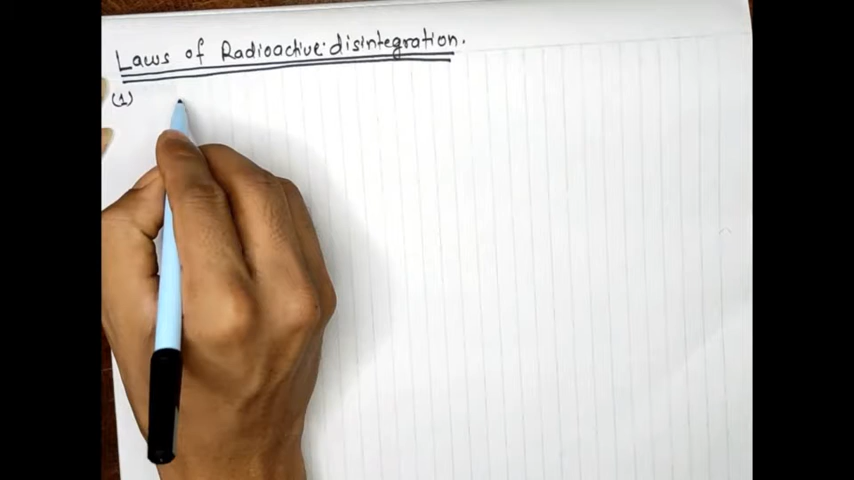 Laws of Radioactive disintegration.
(1)